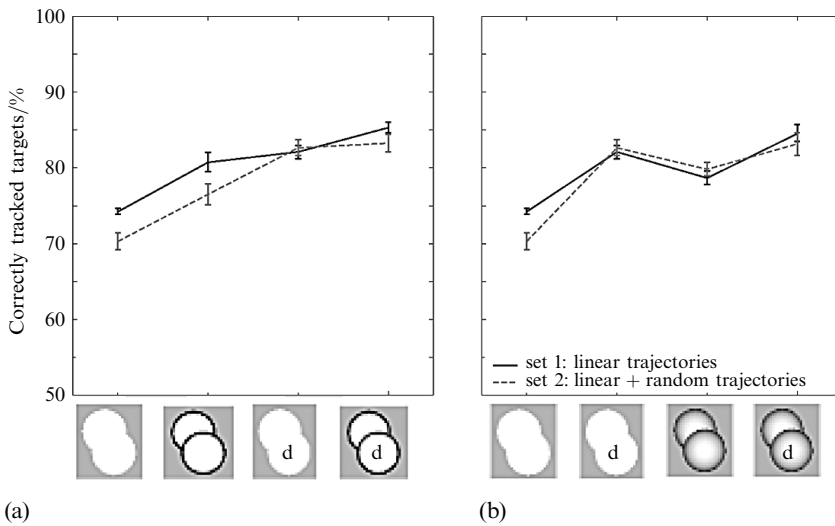 Correctly tracked targets/%
100
90
80
70
60
50
set 1: linear trajectories
set 2: linear + random trajectories
d
d
d
d
(a)
(b)